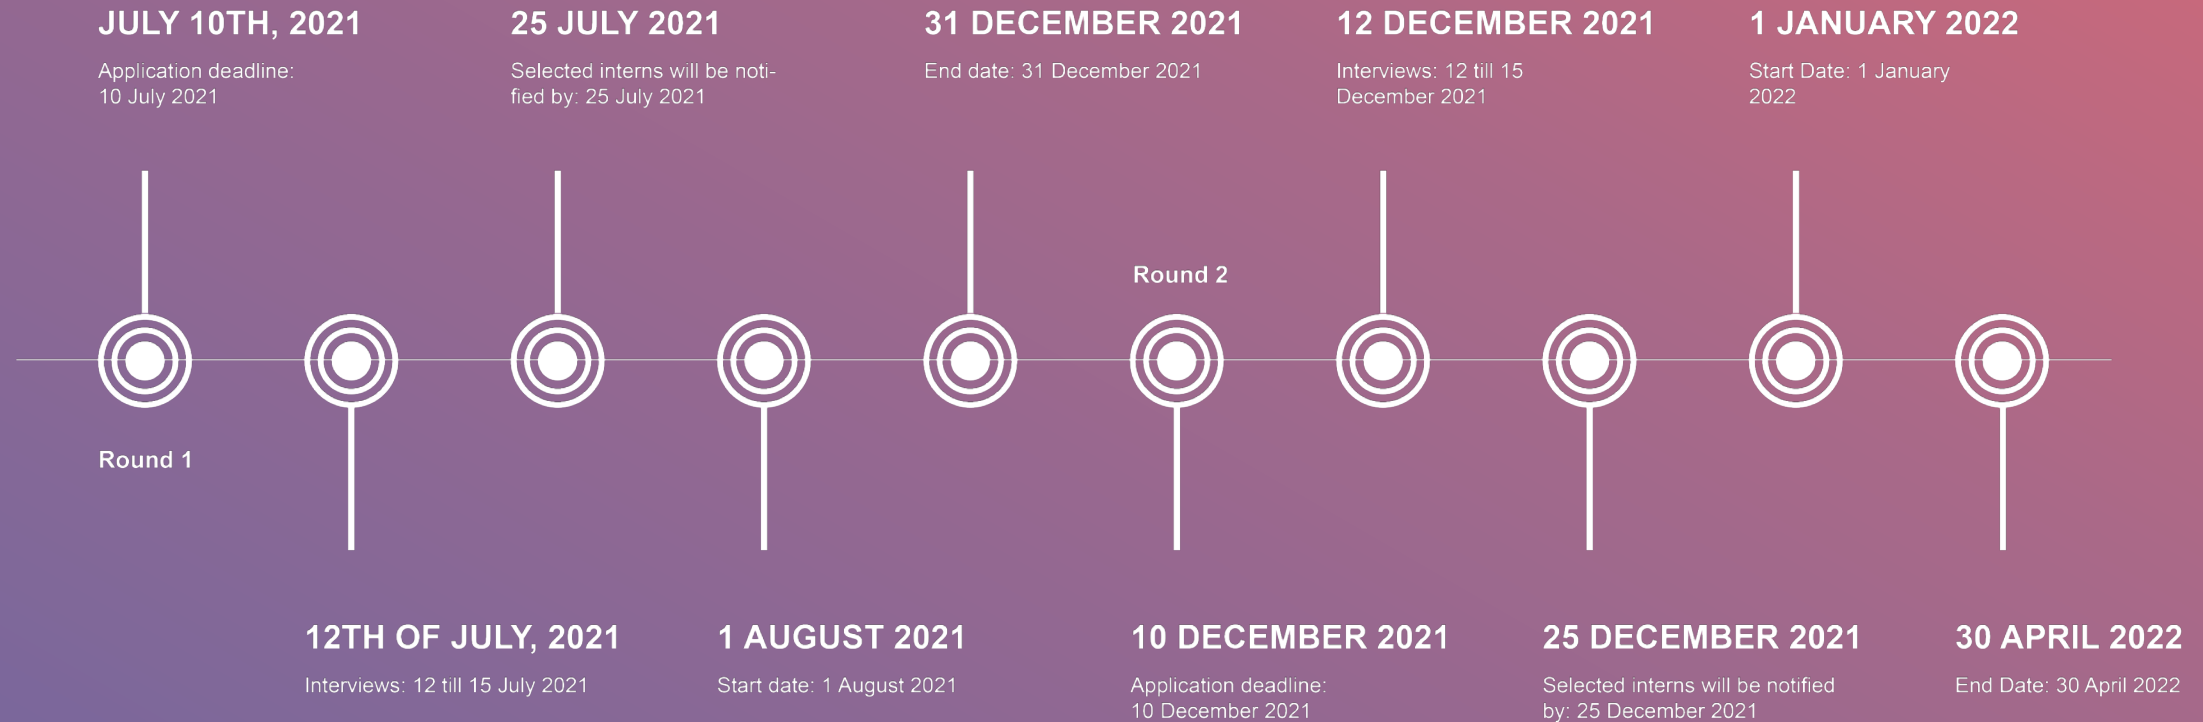 JULY 10TH, 2021
Application deadline:
10 July 2021
25 JULY 2021
Selected interns will be noti-
fied by: 25 July 2021
31 DECEMBER 2021
End date: 31 December 2021
12 DECEMBER 2021
Interviews: 12 till 15
December 2021
1 JANUARY 2022
Start Date: 1 January
2022
Round 2
Round 1
12TH OF JULY, 2021
Interviews: 12 till 15 July 2021
1 AUGUST 2021
Start date: 1 August 2021
10 DECEMBER 2021
Application deadline:
10 December 2021
25 DECEMBER 2021
Selected interns will be notified
by: 25 December 2021
30 APRIL 2022
End Date: 30 April 2022